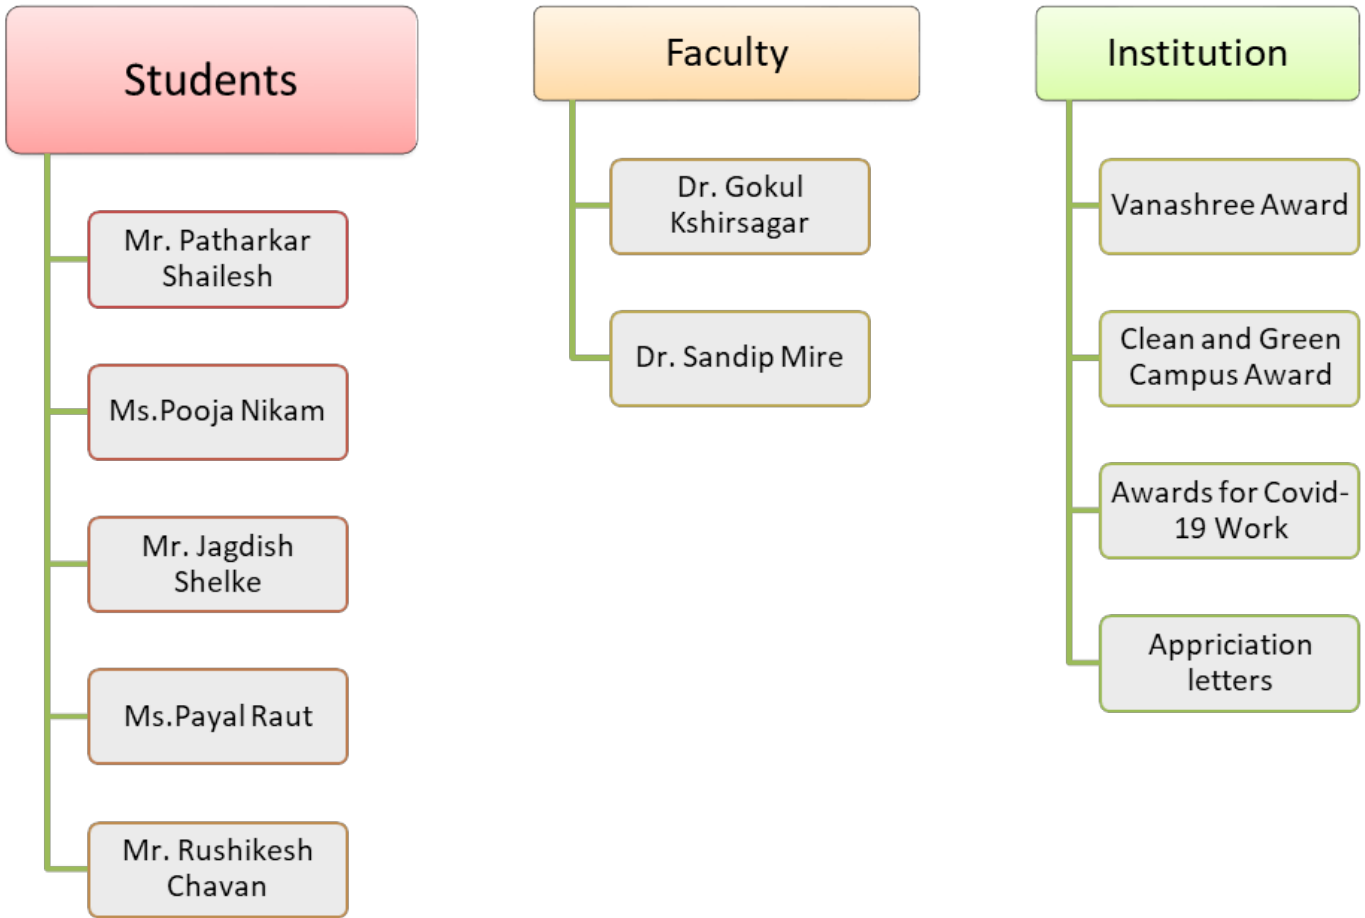 Students
Mr. Patharkar
Shailesh
Ms.Pooja Nikam
Mr. Jagdish
Shelke
Ms.Payal Raut
Mr. Rushikesh
Chavan
Faculty
Dr. Gokul
Kshirsagar
Dr. Sandip Mire
Institution
Vanashree Award
Clean and Green
Campus Award
Awards for Covid-
19 Work
Appriciation
letters